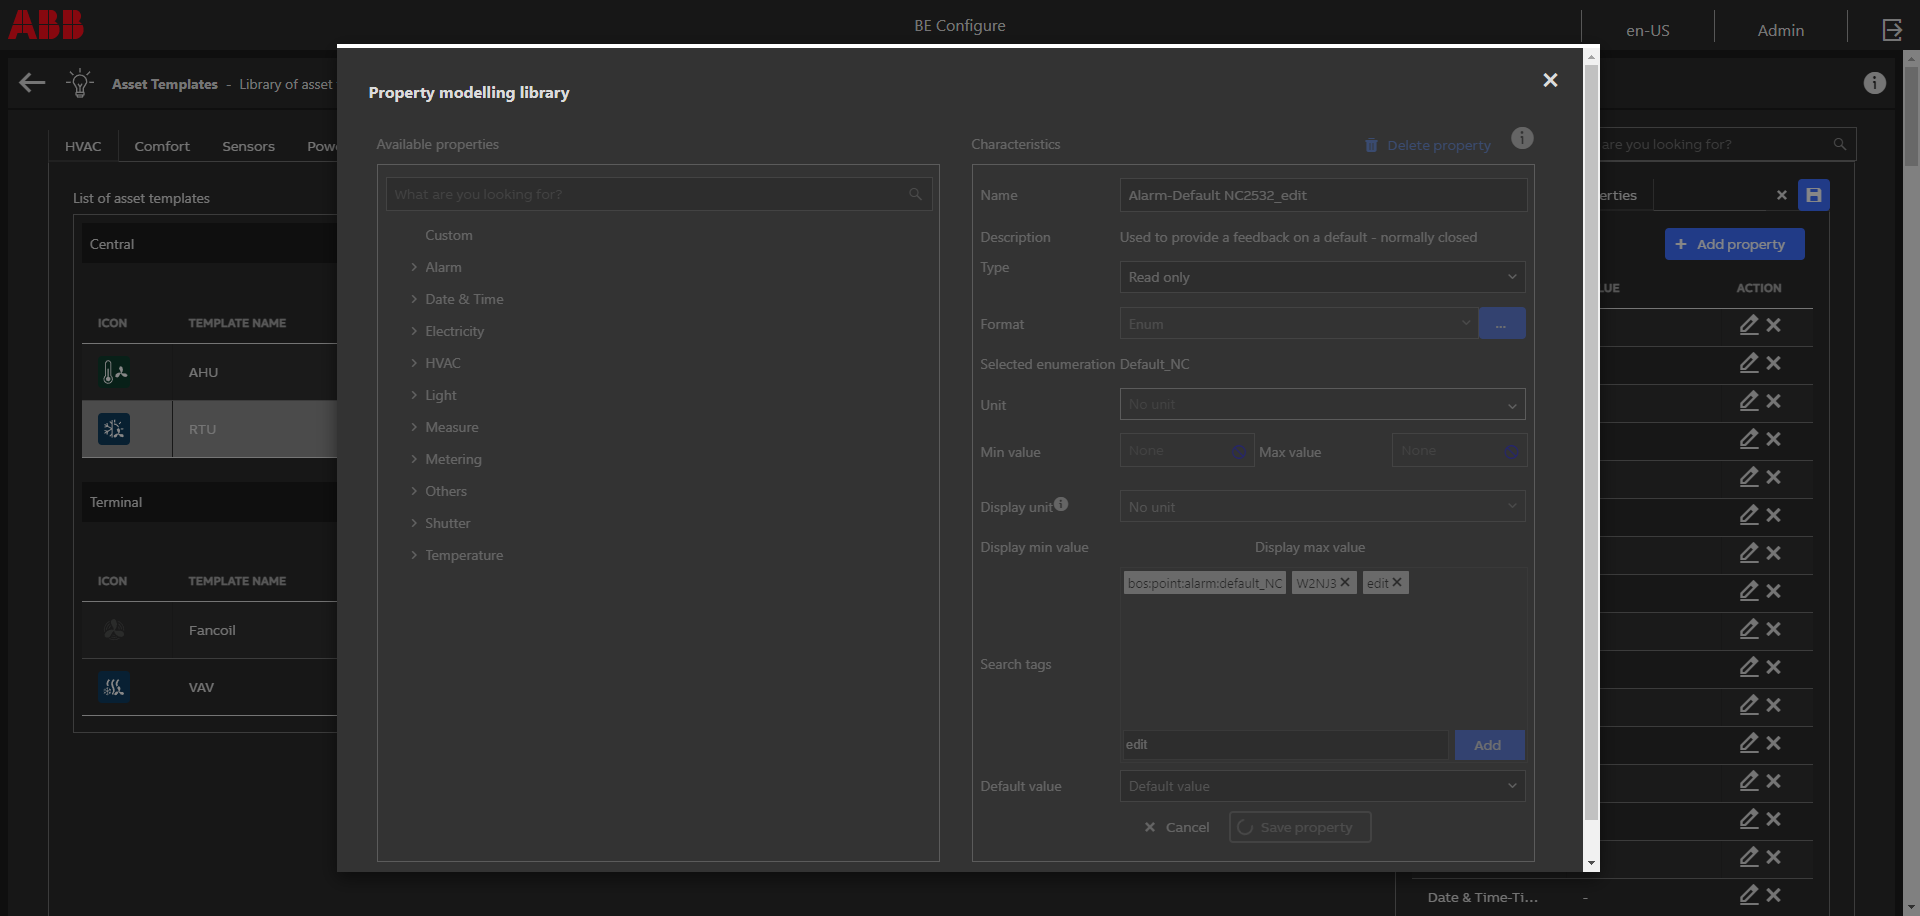 ABB
BE Configure
en-US
Admin
Asset Templates - Library of asset
HVAC
Comfort
Sensors
List of asset templates
Central
ICON
TEMPLATE NAME
AHU
RTU
Terminal
ICON
TEMPLATE NAME
Fancoil
VAV
Property modelling library
Available properties
What are you looking for?
Custom
Alarm
Date & Time
Electricity
HVAC
Light
Measure
Metering
Others
Shutter
Temperature
Characteristics
Delete property
Name
Alarm-Default NC2532_edit
Description
Used to provide a feedback on a default - normally closed
Type
Read only
Format
Enum
...
Selected enumeration Default_NC
Unit
No unit
Min value
None
Max value
None
Display unit
No unit
Display min value
Display max value
Search tags
bos:point:alarm:default_NC
W2NJ3
edit
edit
Add
Default value
Default value
Cancel
Save property
are you looking for?
erties
+ Add property
LUE
ACTION
Date & Time-Ti...
-